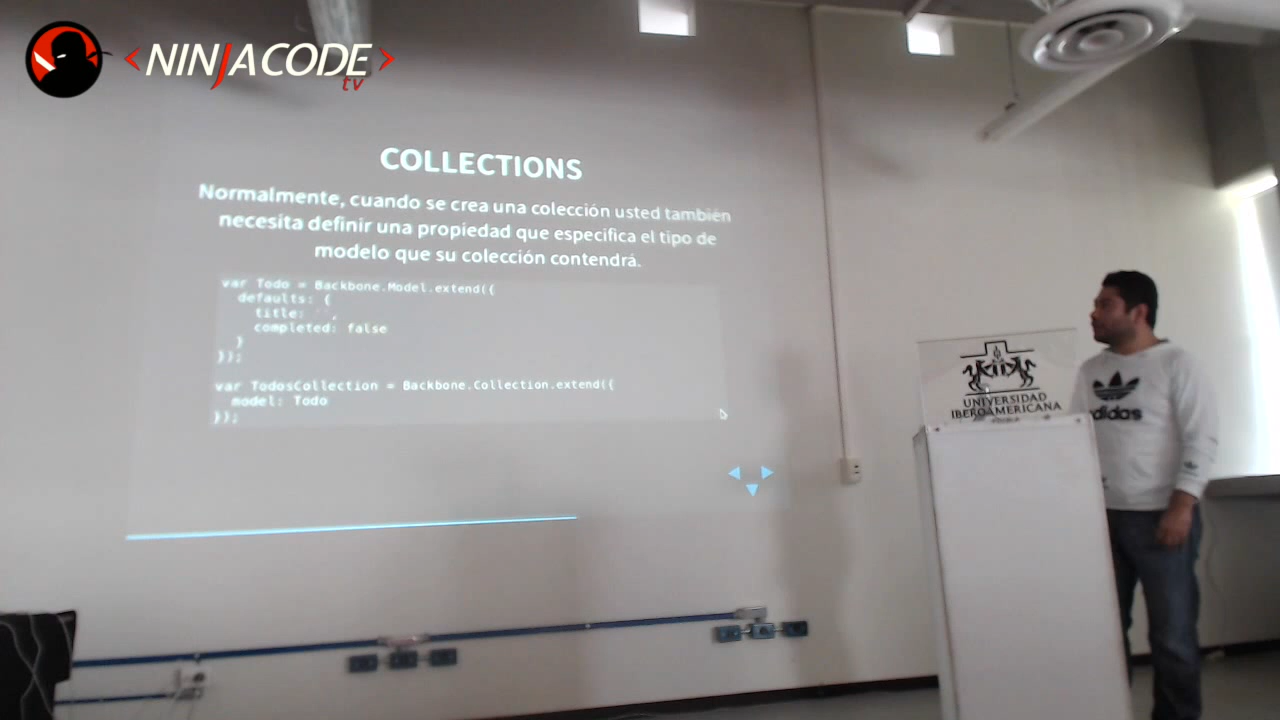 <NINJACODE>
tv
COLLECTIONS
Normalmente, cuando se crea una colección usted también
necesita definir una propiedad que especifica el tipo de
modelo que su colección contendrá.
var Todo = Backbone.Model.extend({
defaults: {
title: '',
completed: false
}
});
var TodosCollection = Backbone.Collection.extend({
model: Todo
});
UNIVERSIDAD
IBEROAMERICANA
adidas